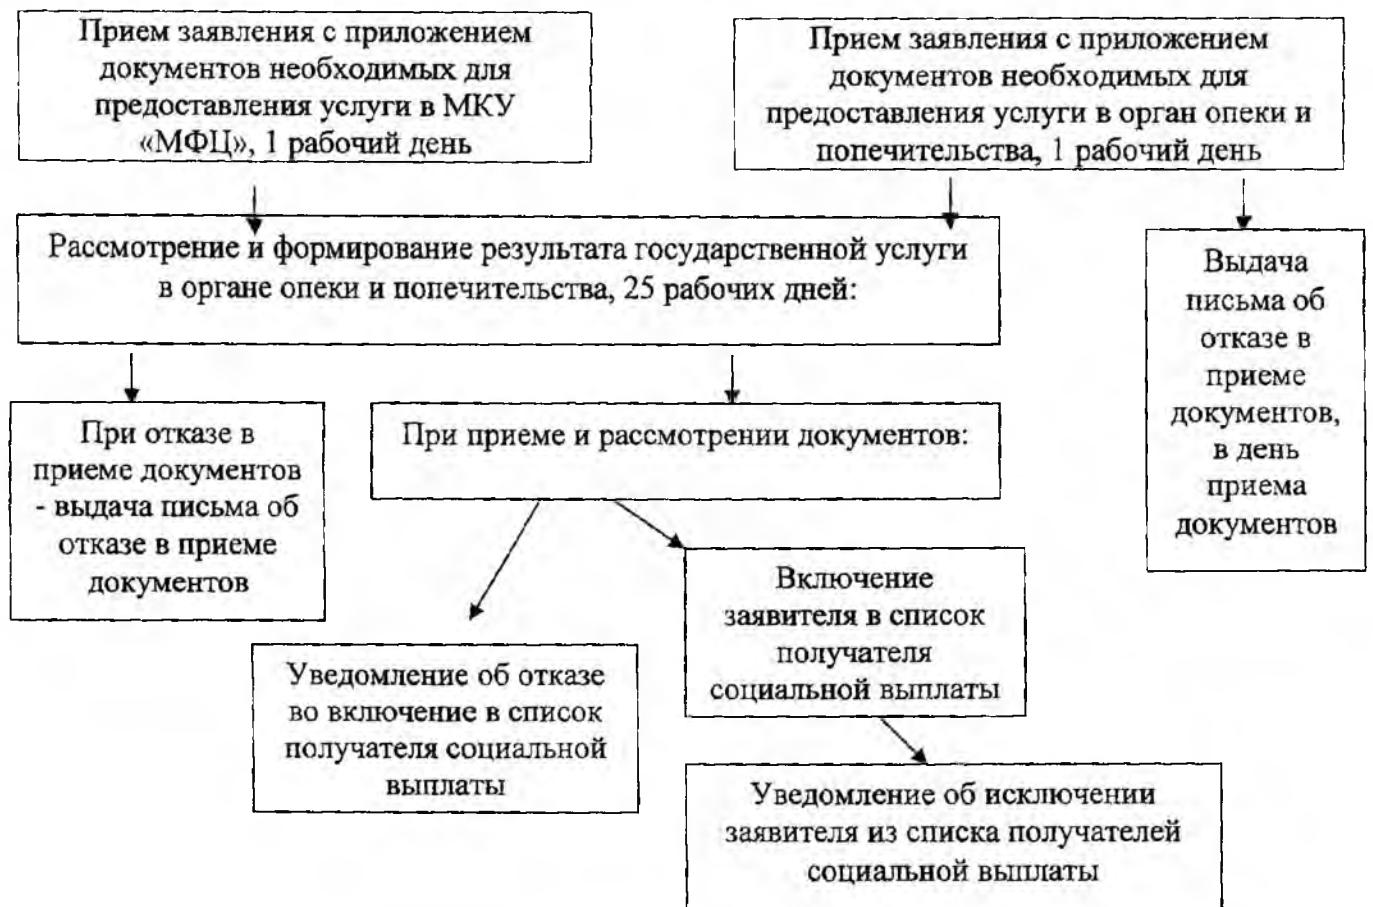 Прием заявления с приложением
документов необходимых для
предоставления услуги в МКУ
«МФЦ», 1 рабочий день
Прием заявления с приложением
документов необходимых для
предоставления услуги в орган опеки и
попечительства, 1 рабочий день
Рассмотрение и формирование результата государственной услуги
в органе опеки и попечительства, 25 рабочих дней:
Выдача
письма об
отказе в
приеме
документов,
в день
приема
документов
При отказе в
приеме документов
- выдача письма об
отказе в приеме
документов
При приеме и рассмотрении документов:
Включение
заявителя в список
получателя
социальной выплаты
Уведомление об отказе
во включение в список
получателя социальной
выплаты
Уведомление об исключении
заявителя из списка получателей
социальной выплаты